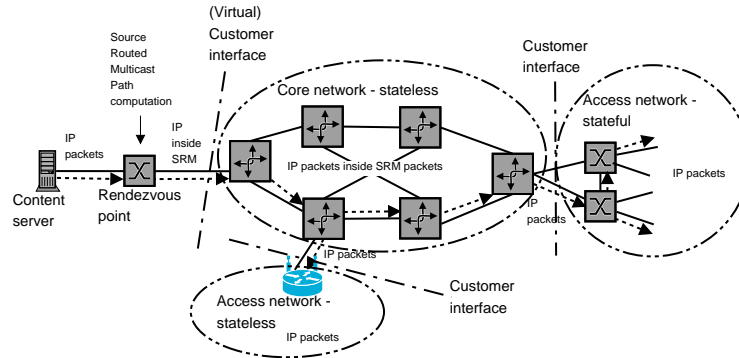 (Virtual)
Customer
interface
Source
Routed
Multicast
Path
computation
Customer
interface
Core network - stateless
Access network -
stateful
IP
packets
IP
inside
SRM
IP packets inside SRM packets
IP packets
Content
server
Rendezvous
point
IP
packets
IP packets
Customer
interface
Access network -
stateless
IP packets